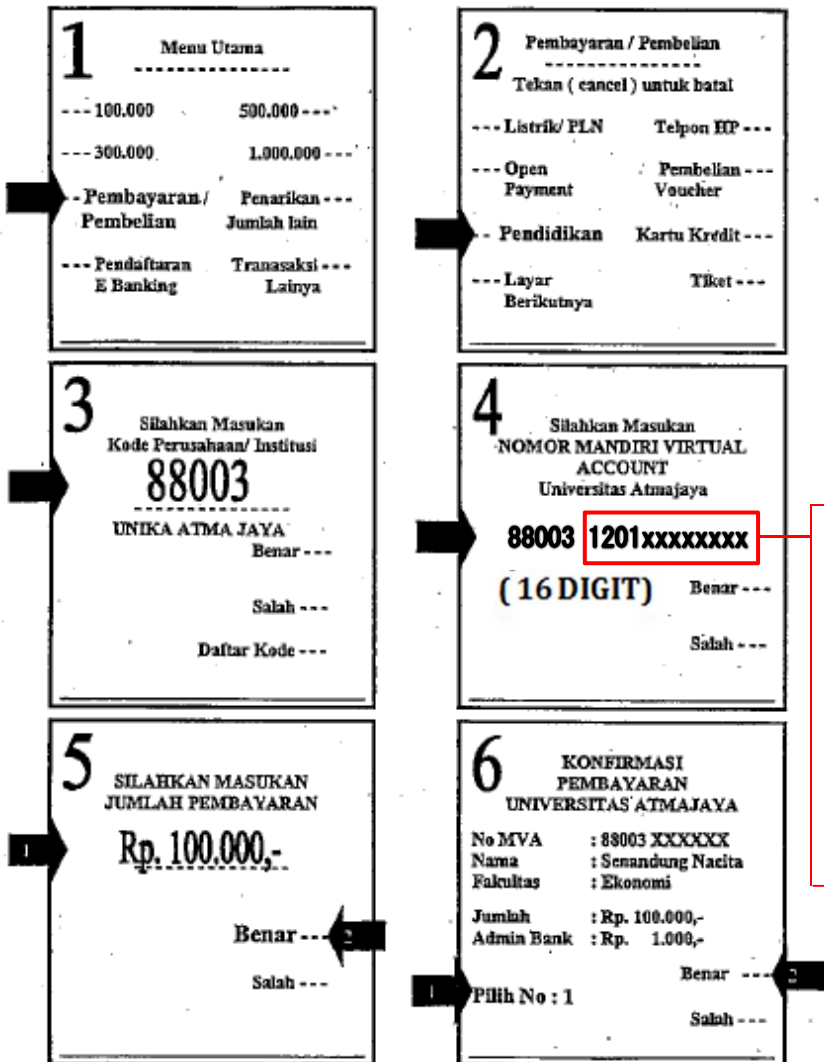 1
Menu Utama
---------------
---100.000 500.000---
---300.000 1.000.000---
--Pembayaran/ Penarikan---
Pembelian Jumlah lain
---Pendaftaran Tranasaksi---
E Banking Lainya
2
Pembayaran / Pembelian
---------------
Tekan ( cancel ) untuk batal
---Listrik/ PLN Telpon HP---
---Open Pembelian---
Payment Voucher
-- Pendidikan Kartu Kredit---
---Layar Tiket---
Berikutnya
3
Silahkan Masukan
Kode Perusahaan/ Institusi
88003
---------------
UNIKA ATMA JAYA
Benar---
Salah---
Daftar Kode---
4
Silahkan Masukan
NOMOR MANDIRI VIRTUAL
ACCOUNT
Universitas Atmajaya
88003 1201xxxxxxxx
( 16 DIGIT) Benar---
Salah---
5
SILAHKAN MASUKAN
JUMLAH PEMBAYARAN
1 Rp. 100.000,-
Benar--- 2
Salah---
6
KONFIRMASI
PEMBAYARAN
UNIVERSITAS ATMAJAYA
No MVA : 88003 XXXXXX
Nama : Senandung Nacita
Fakultas : Ekonomi
Jumlah : Rp. 100.000,-
Admin Bank : Rp. 1.000,-
Benar --- 2
1 Pilih No : 1
Salah---